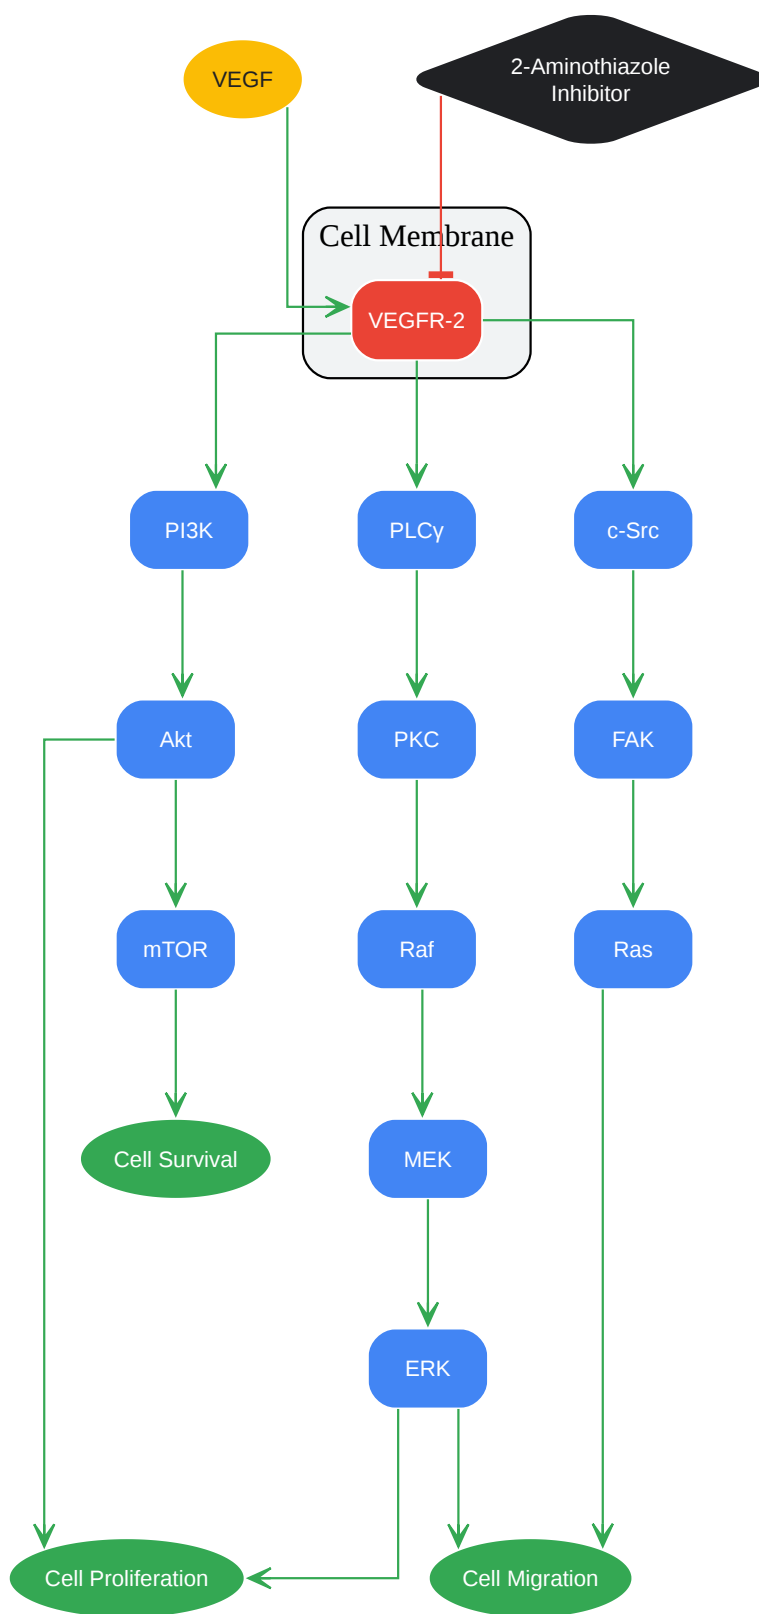 VEGF
2-Aminothiazole
Inhibitor
Cell Membrane
VEGFR-2
PI3K
PLCγ
c-Src
Akt
PKC
FAK
mTOR
Raf
Ras
Cell Survival
MEK
ERK
Cell Proliferation
Cell Migration